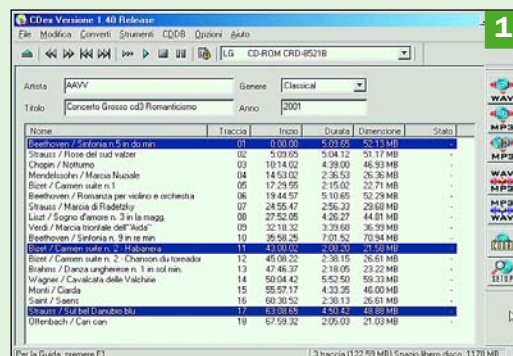 CDex Versione 1.40 Release
1
File Modifica Converti Strumenti CDDB Opzioni Aiuto
LG CD-ROM CRD-8521B
Artista AAVV Genere Classical
Titolo Concerto Grosso cd3 Romanticismo Anno 2001
Nome Traccia Inizio Durata Dimensione Stato
Beethoven / Sinfonia n.5 in do min 01 0:00.00 5:09.65 52.13 MB -
Strauss / Rose del sud valzer 02 5:09.65 5:04.12 51.17 MB -
Chopin / Notturno 03 10:14.02 4:39.00 46.93 MB -
Mendelssohn / Marcia Nuziale 04 14:53.02 2:36.53 26.36 MB -
Bizet / Carmen suite n.1 05 17:29.55 2:15.02 22.71 MB -
Beethoven / Romanza per violino e orchestra 06 19:44.57 5:10.65 52.29 MB -
Strauss / Marcia di Radetzky 07 24:55.47 2:56.33 29.68 MB -
Liszt / Sogno d'amore n. 3 in la magg. 08 27:52.05 4:26.27 44.81 MB -
Verdi / Marcia trionfale dell'"Aida" 09 32:18.32 3:39.68 36.99 MB -
Beethoven / Sinfonia n. 9 in re min 10 35:58.25 7:01.52 70.94 MB -
Bizet / Carmen suite n. 2 - Habanera 11 43:00.02 2:08.20 21.58 MB -
Bizet / Carmen suite n. 2 - Chanson du toreador 12 45:08.22 2:38.15 26.61 MB -
Brahms / Danza ungherese n. 1 in sol min. 13 47:46.37 2:18.05 23.22 MB -
Wagner / Cavalcata delle Valchirie 14 50:04.42 5:52.50 59.33 MB -
Monti / Ciarda 15 55:57.17 4:33.35 46.00 MB -
Saint / Saens 16 60:30.52 2:38.13 26.61 MB -
Strauss / Sul bel Danubio blu 17 63:08.65 4:50.42 48.88 MB -
Offenbach / Can can 18 67:59.32 2:05.03 21.03 MB -
WAV
MP3
MP3
WAV
MP3
MP3
WAV
CDDB
SETUP
Per la Guida, premere F1 3 traccia (122.59 MB) Spazio libero disco: 1170 MB